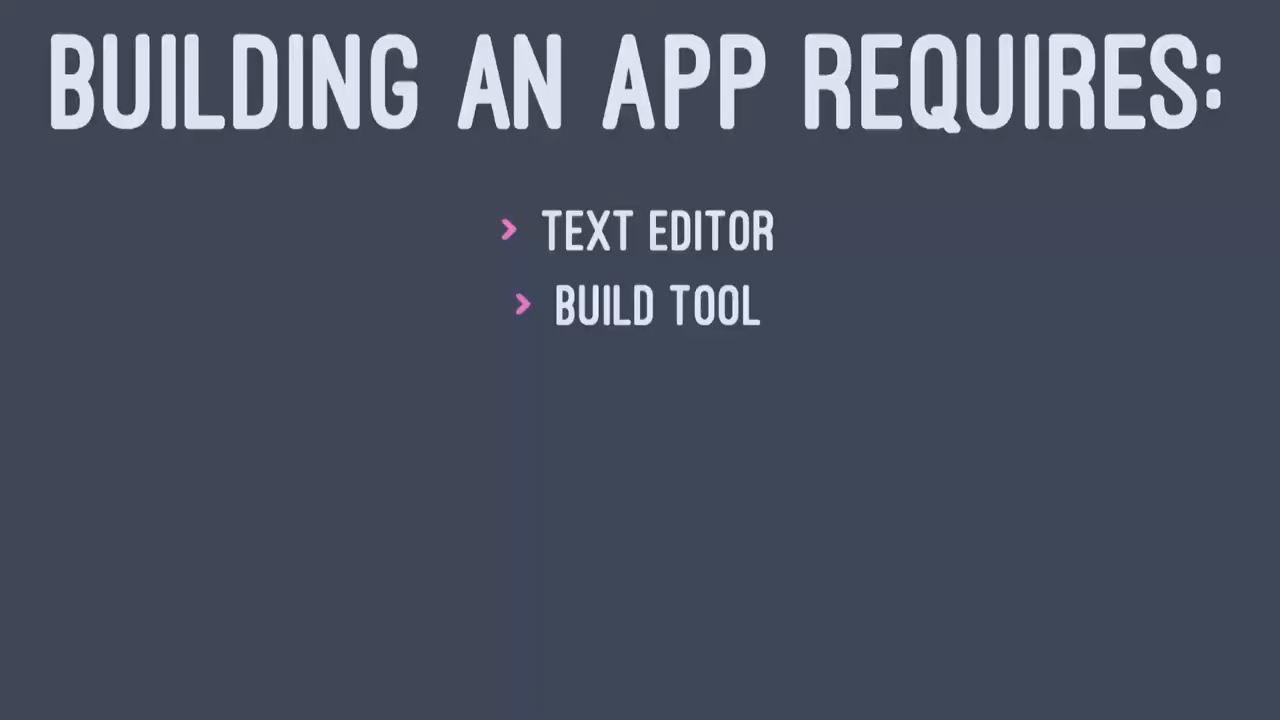 BUILDING AN APP REQUIRES:
> TEXT EDITOR
> BUILD TOOL